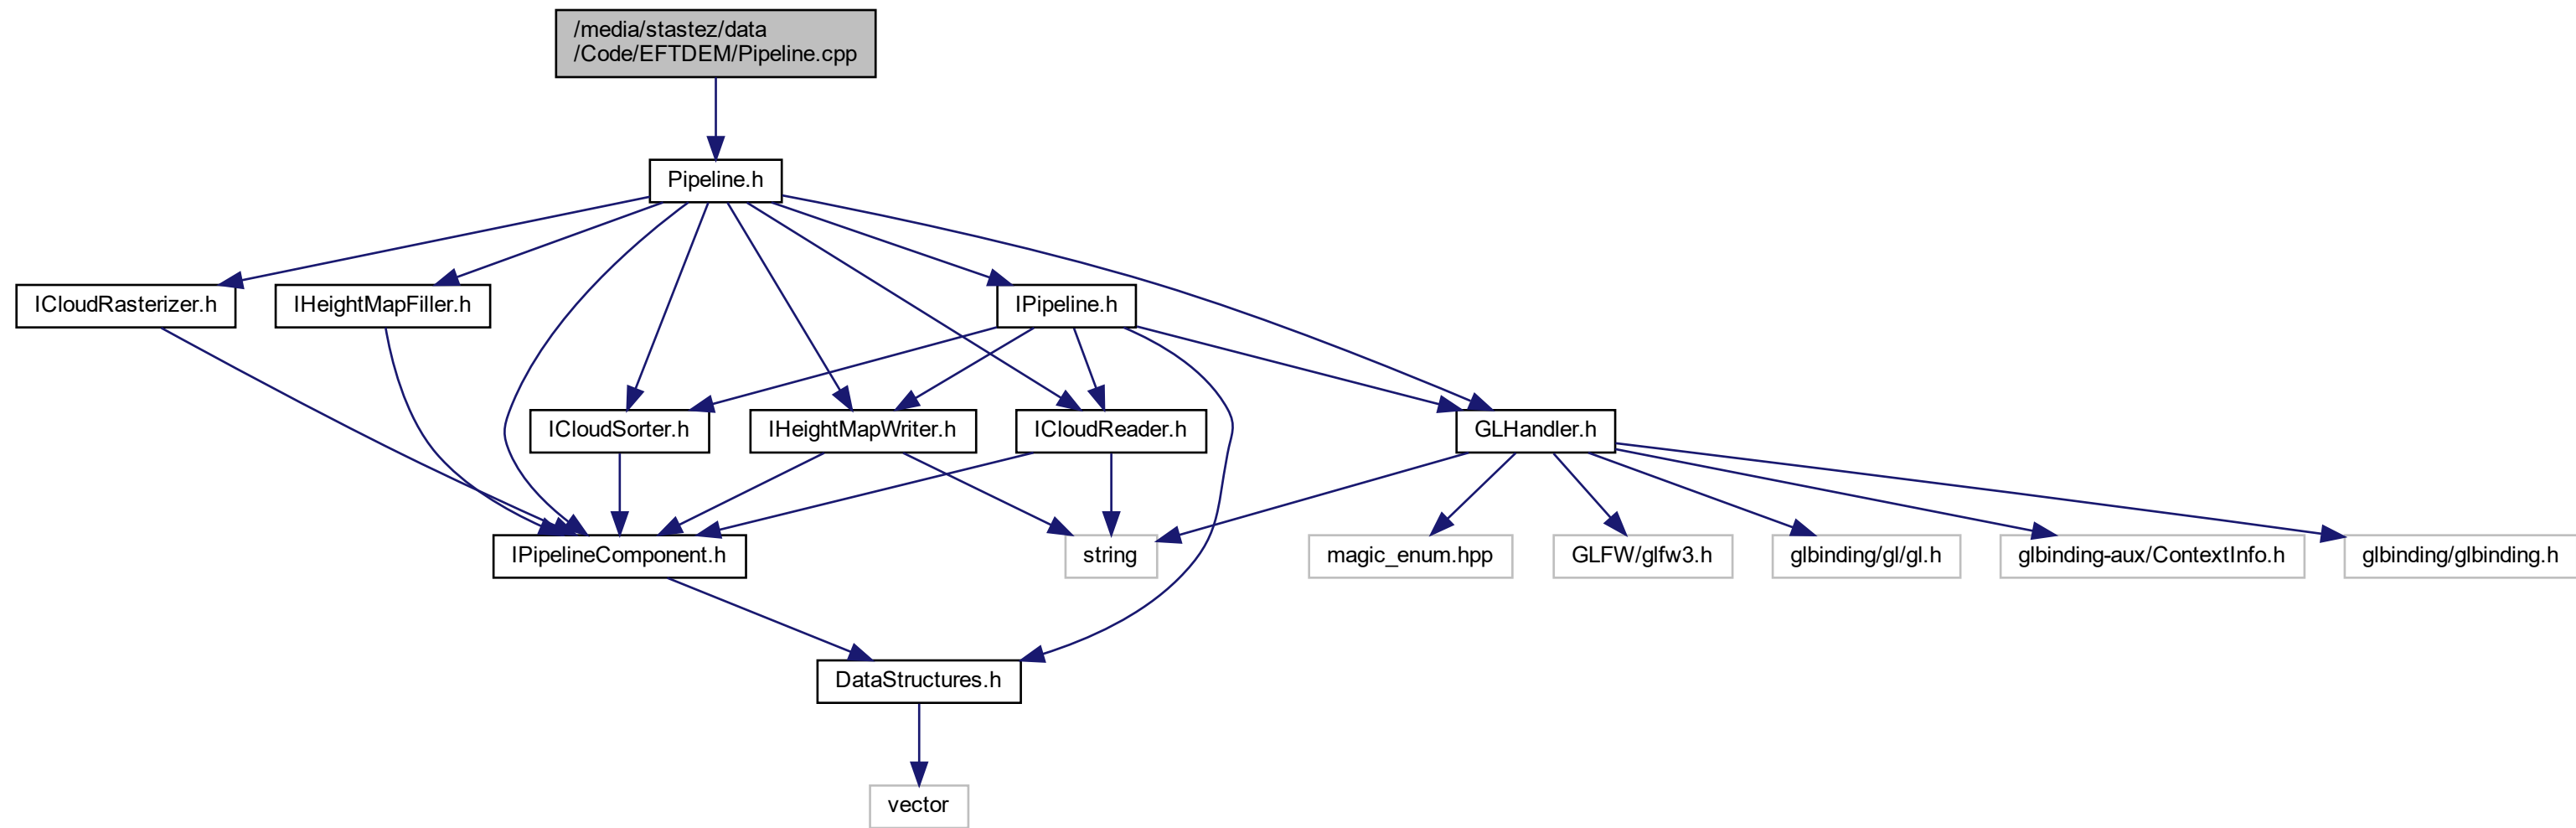 /media/stastez/data
/Code/EFTDEM/Pipeline.cpp
Pipeline.h
ICloudRasterizer.h
IHeightMapFiller.h
IPipeline.h
ICloudSorter.h
IHeightMapWriter.h
ICloudReader.h
GLHandler.h
IPipelineComponent.h
string
magic_enum.hpp
GLFW/glfw3.h
glbinding/gl/gl.h
glbinding-aux/ContextInfo.h
glbinding/glbinding.h
DataStructures.h
vector